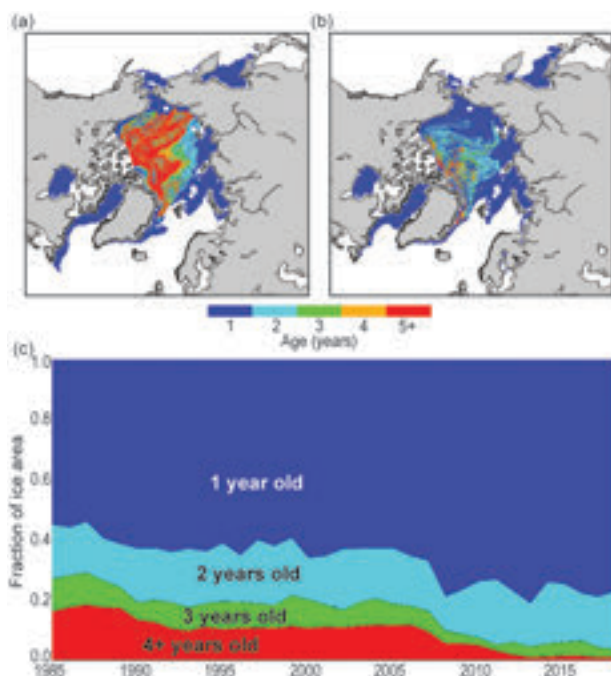 (a) (b)
1 2 3 4 5+
Age (years)
(c)
1.0
0.8
0.6
0.4
0.2
0.0
Fraction of ice area
1 year old
2 years old
3 years old
4+ years old
1985 1990 1995 2000 2005 2010 2015